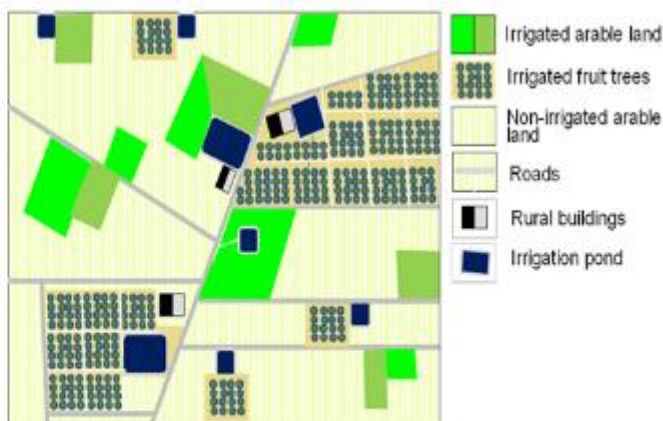 Irrigated arable land
Irrigated fruit trees
Non-irrigated arable
land
Roads
Rural buildings
Irrigation pond